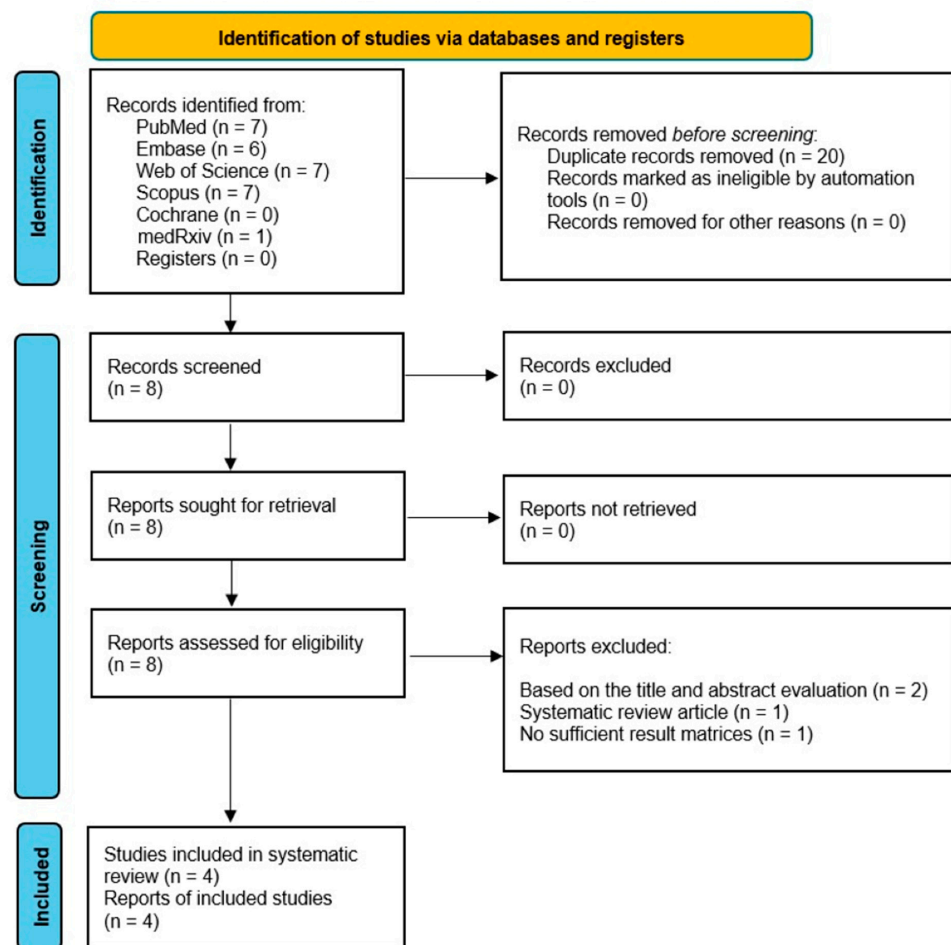 Identification of studies via databases and registers
Identification
Records identified from:
PubMed (n = 7)
Embase (n = 6)
Web of Science (n = 7)
Scopus (n = 7)
Cochrane (n = 0)
medRxiv (n = 1)
Registers (n = 0)
Records removed before screening:
Duplicate records removed (n = 20)
Records marked as ineligible by automation
tools (n = 0)
Records removed for other reasons (n = 0)
Screening
Records screened
(n = 8)
Records excluded
(n = 0)
Reports sought for retrieval
(n = 8)
Reports not retrieved
(n = 0)
Reports assessed for eligibility
(n = 8)
Reports excluded:
Based on the title and abstract evaluation (n = 2)
Systematic review article (n = 1)
No sufficient result matrices (n = 1)
Included
Studies included in systematic
review (n = 4)
Reports of included studies
(n = 4)